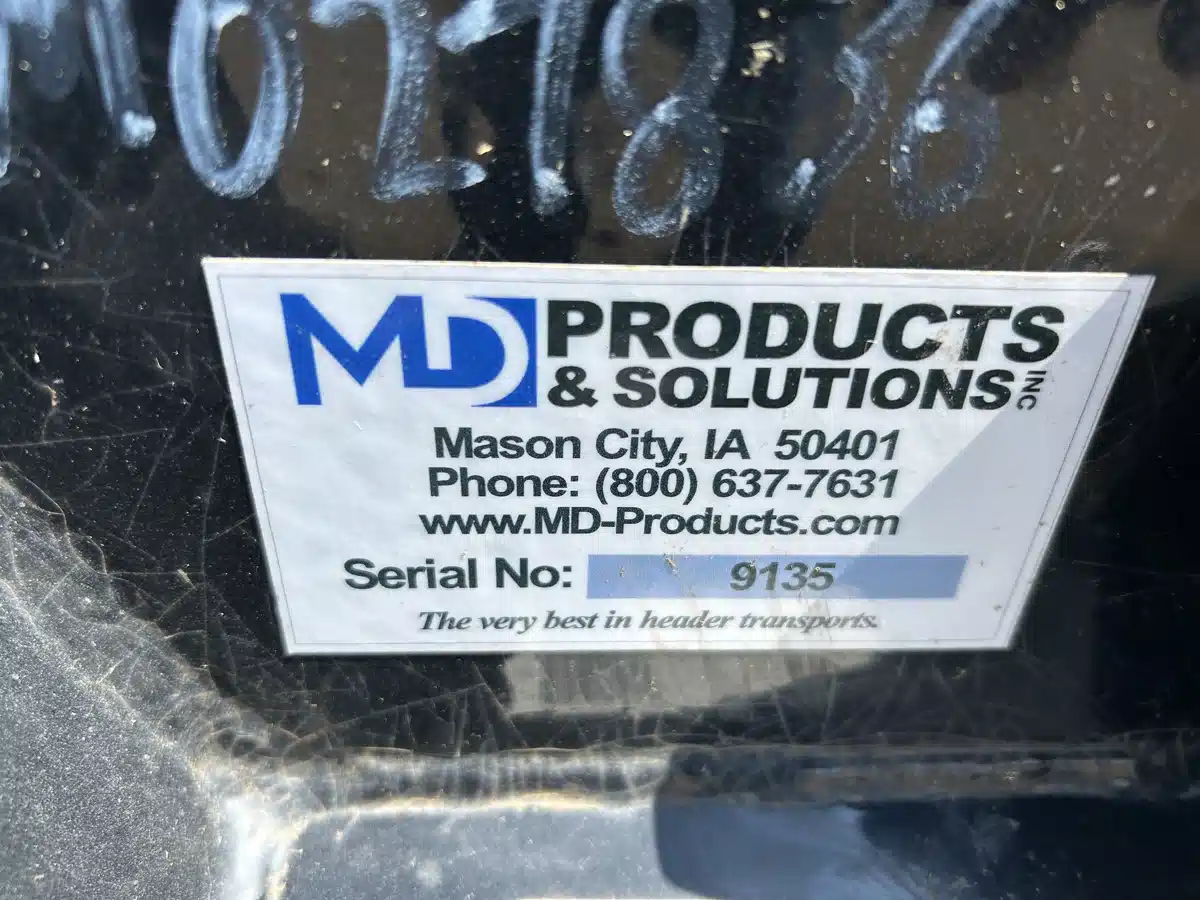 MD PRODUCTS
& SOLUTIONS INC
Mason City, IA 50401
Phone: (800) 637-7631
www.MD-Products.com
Serial No: 9135
The very best in header transports.